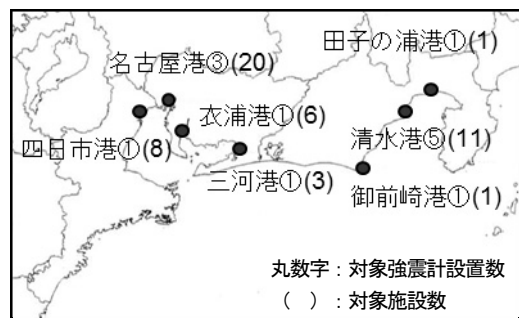 田子の浦港①(1)
名古屋港③(20)
衣浦港①(6)
清水港⑤(11)
四日市港①(8)
三河港①(3)
御前崎港①(1)
丸数字：対象強震計設置数
（　）：対象施設数